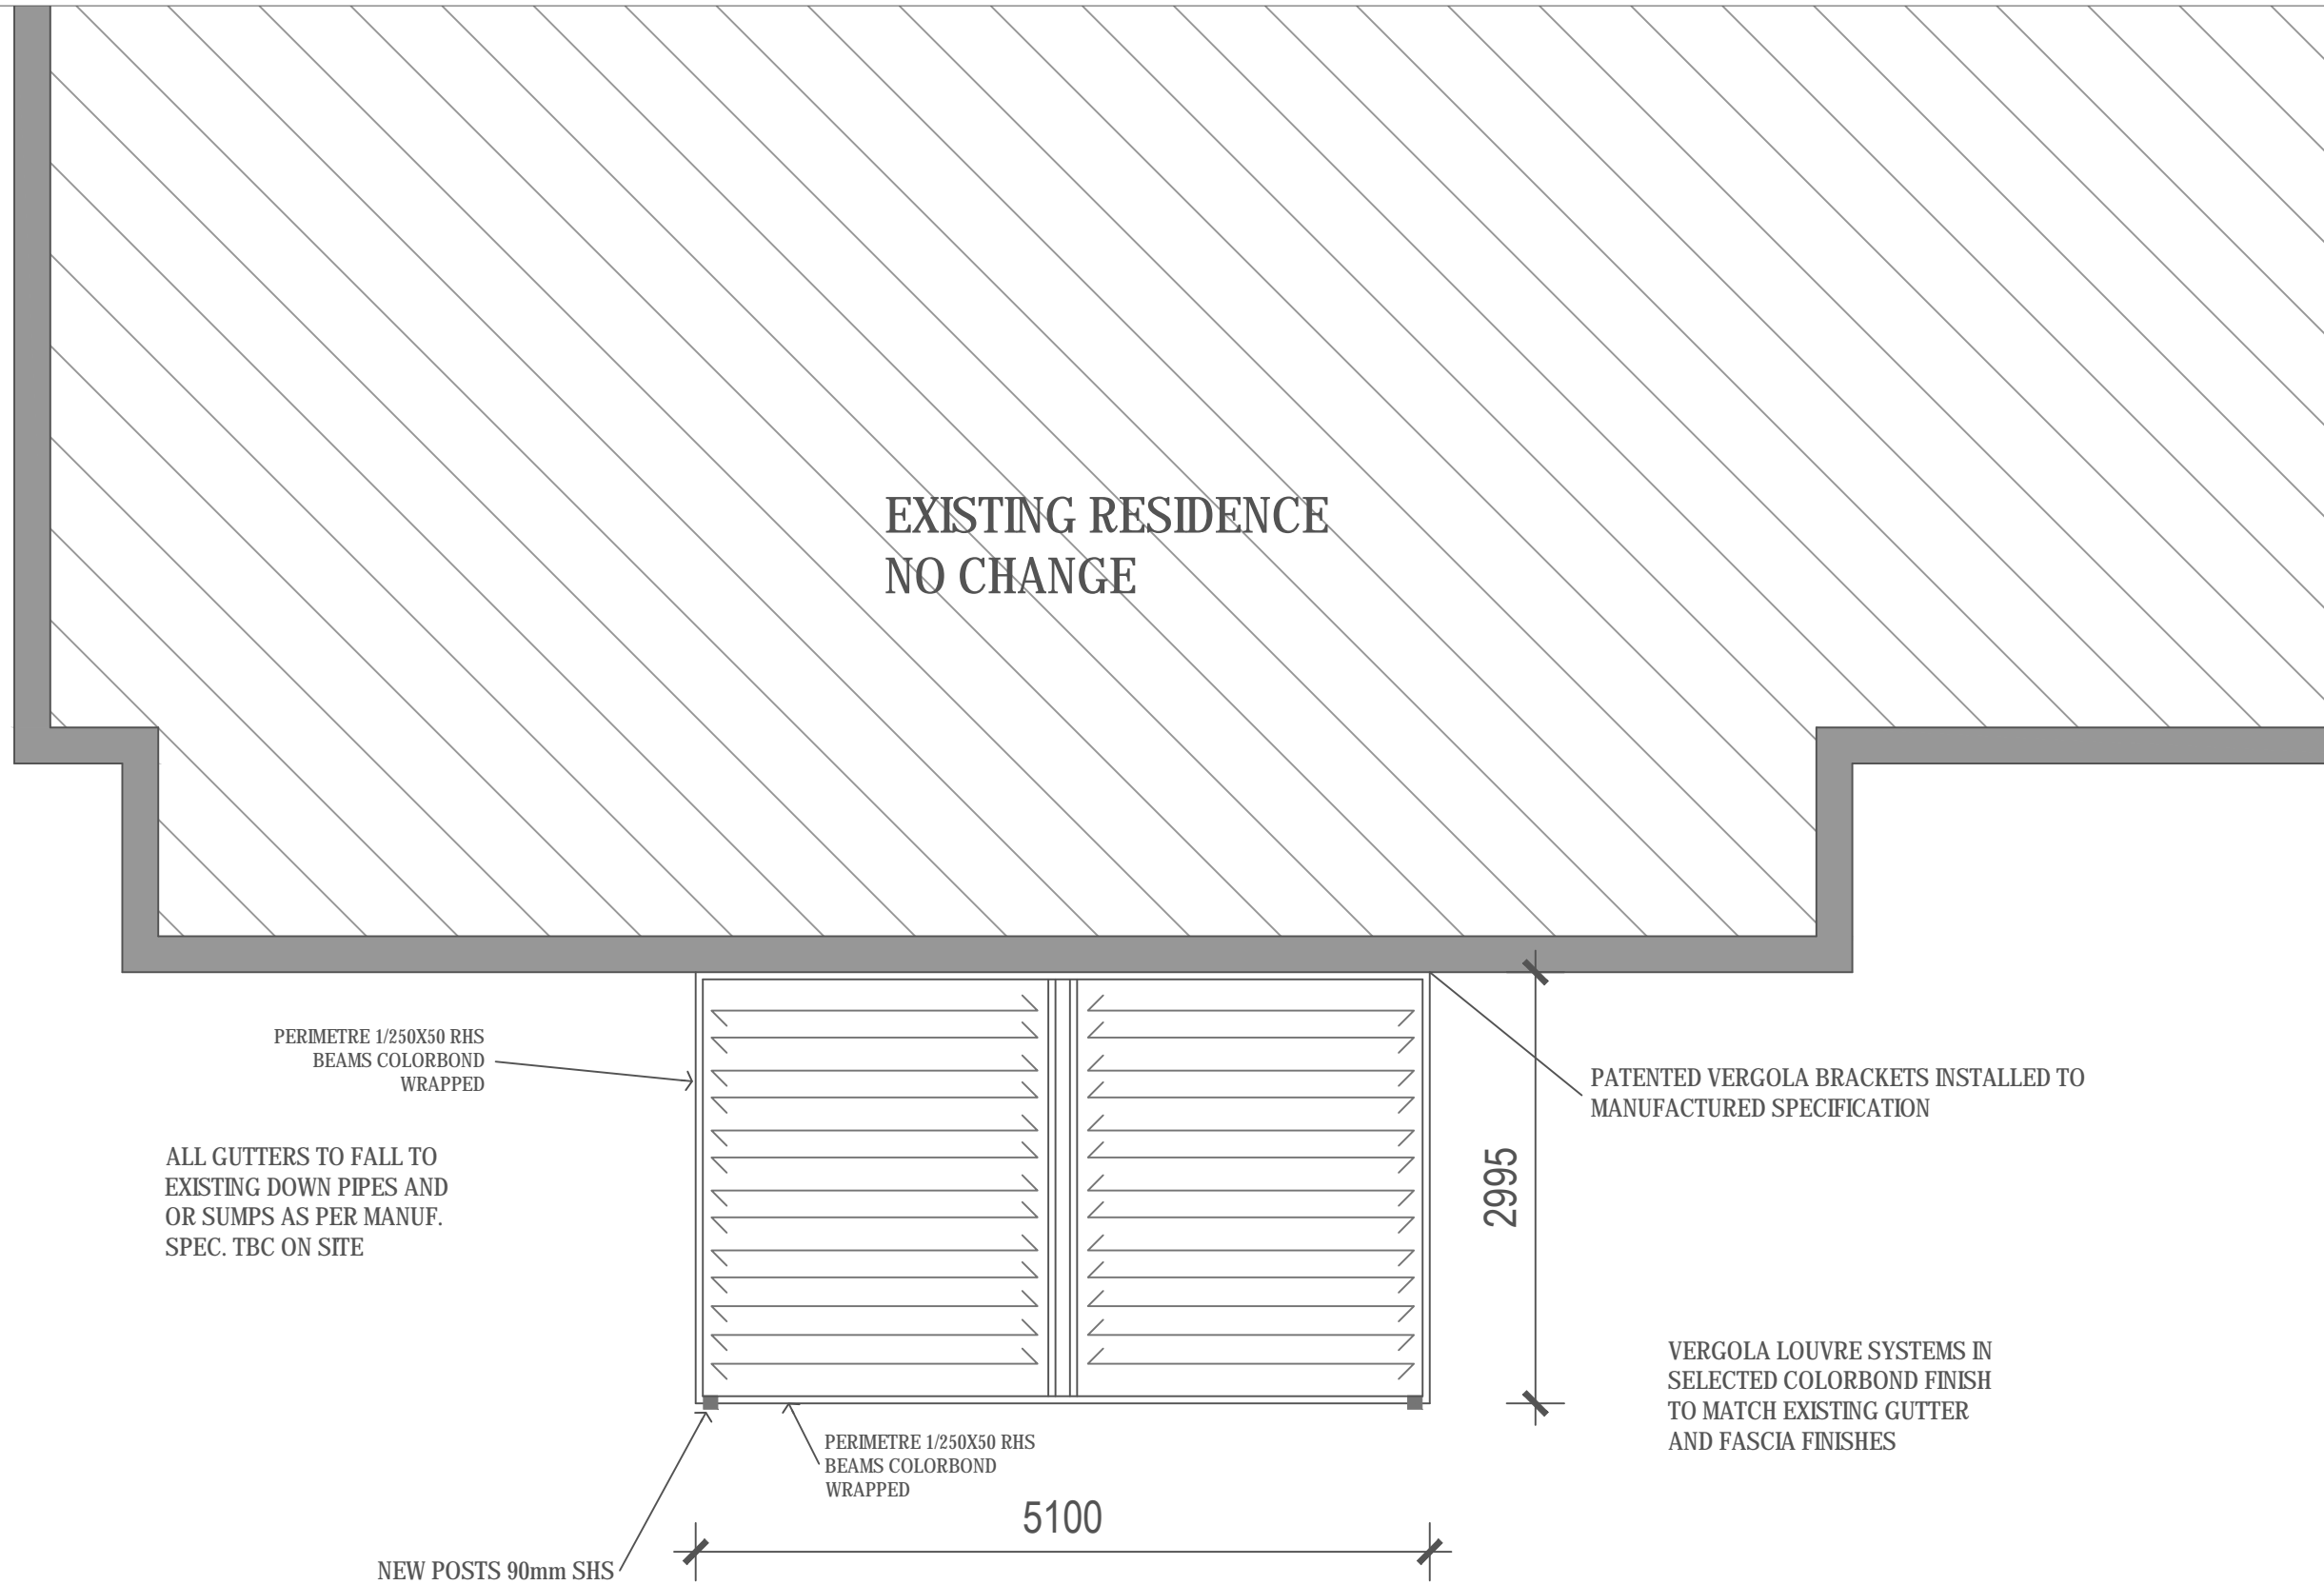 EXISTING RESIDENCE
NO CHANGE
PERIMETRE 1/250X50 RHS
BEAMS COLORBOND
WRAPPED
PATENTED VERGOLA BRACKETS INSTALLED TO
MANUFACTURED SPECIFICATION
ALL GUTTERS TO FALL TO
EXISTING DOWN PIPES AND
OR SUMPS AS PER MANUF.
SPEC. TBC ON SITE
2995
VERGOLA LOUVRE SYSTEMS IN
SELECTED COLORBOND FINISH
TO MATCH EXISTING GUTTER
AND FASCIA FINISHES
PERIMETRE 1/250X50 RHS
BEAMS COLORBOND
WRAPPED
5100
NEW POSTS 90mm SHS